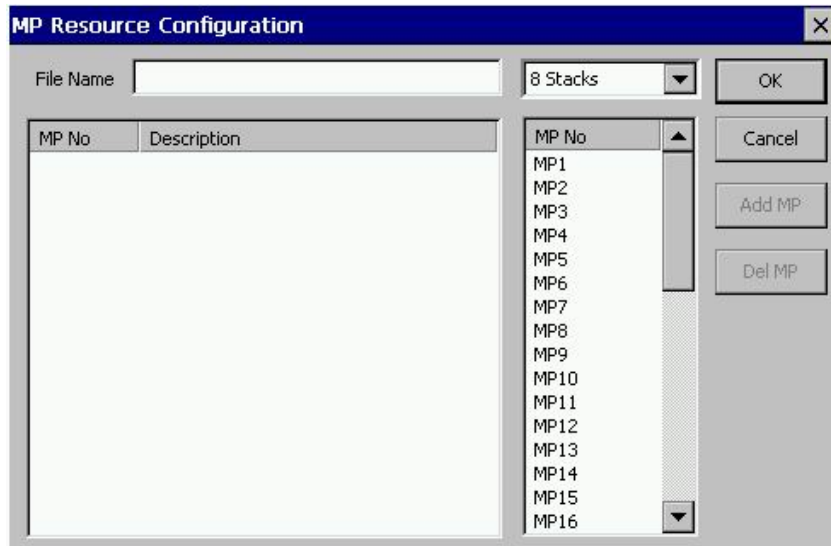 MP Resource Configuration
File Name
8 Stacks
OK
MP No Description
MP No
Cancel
MP1
MP2
MP3
Add MP
MP4
MP5
Del MP
MP6
MP7
MP8
MP9
MP10
MP11
MP12
MP13
MP14
MP15
MP16